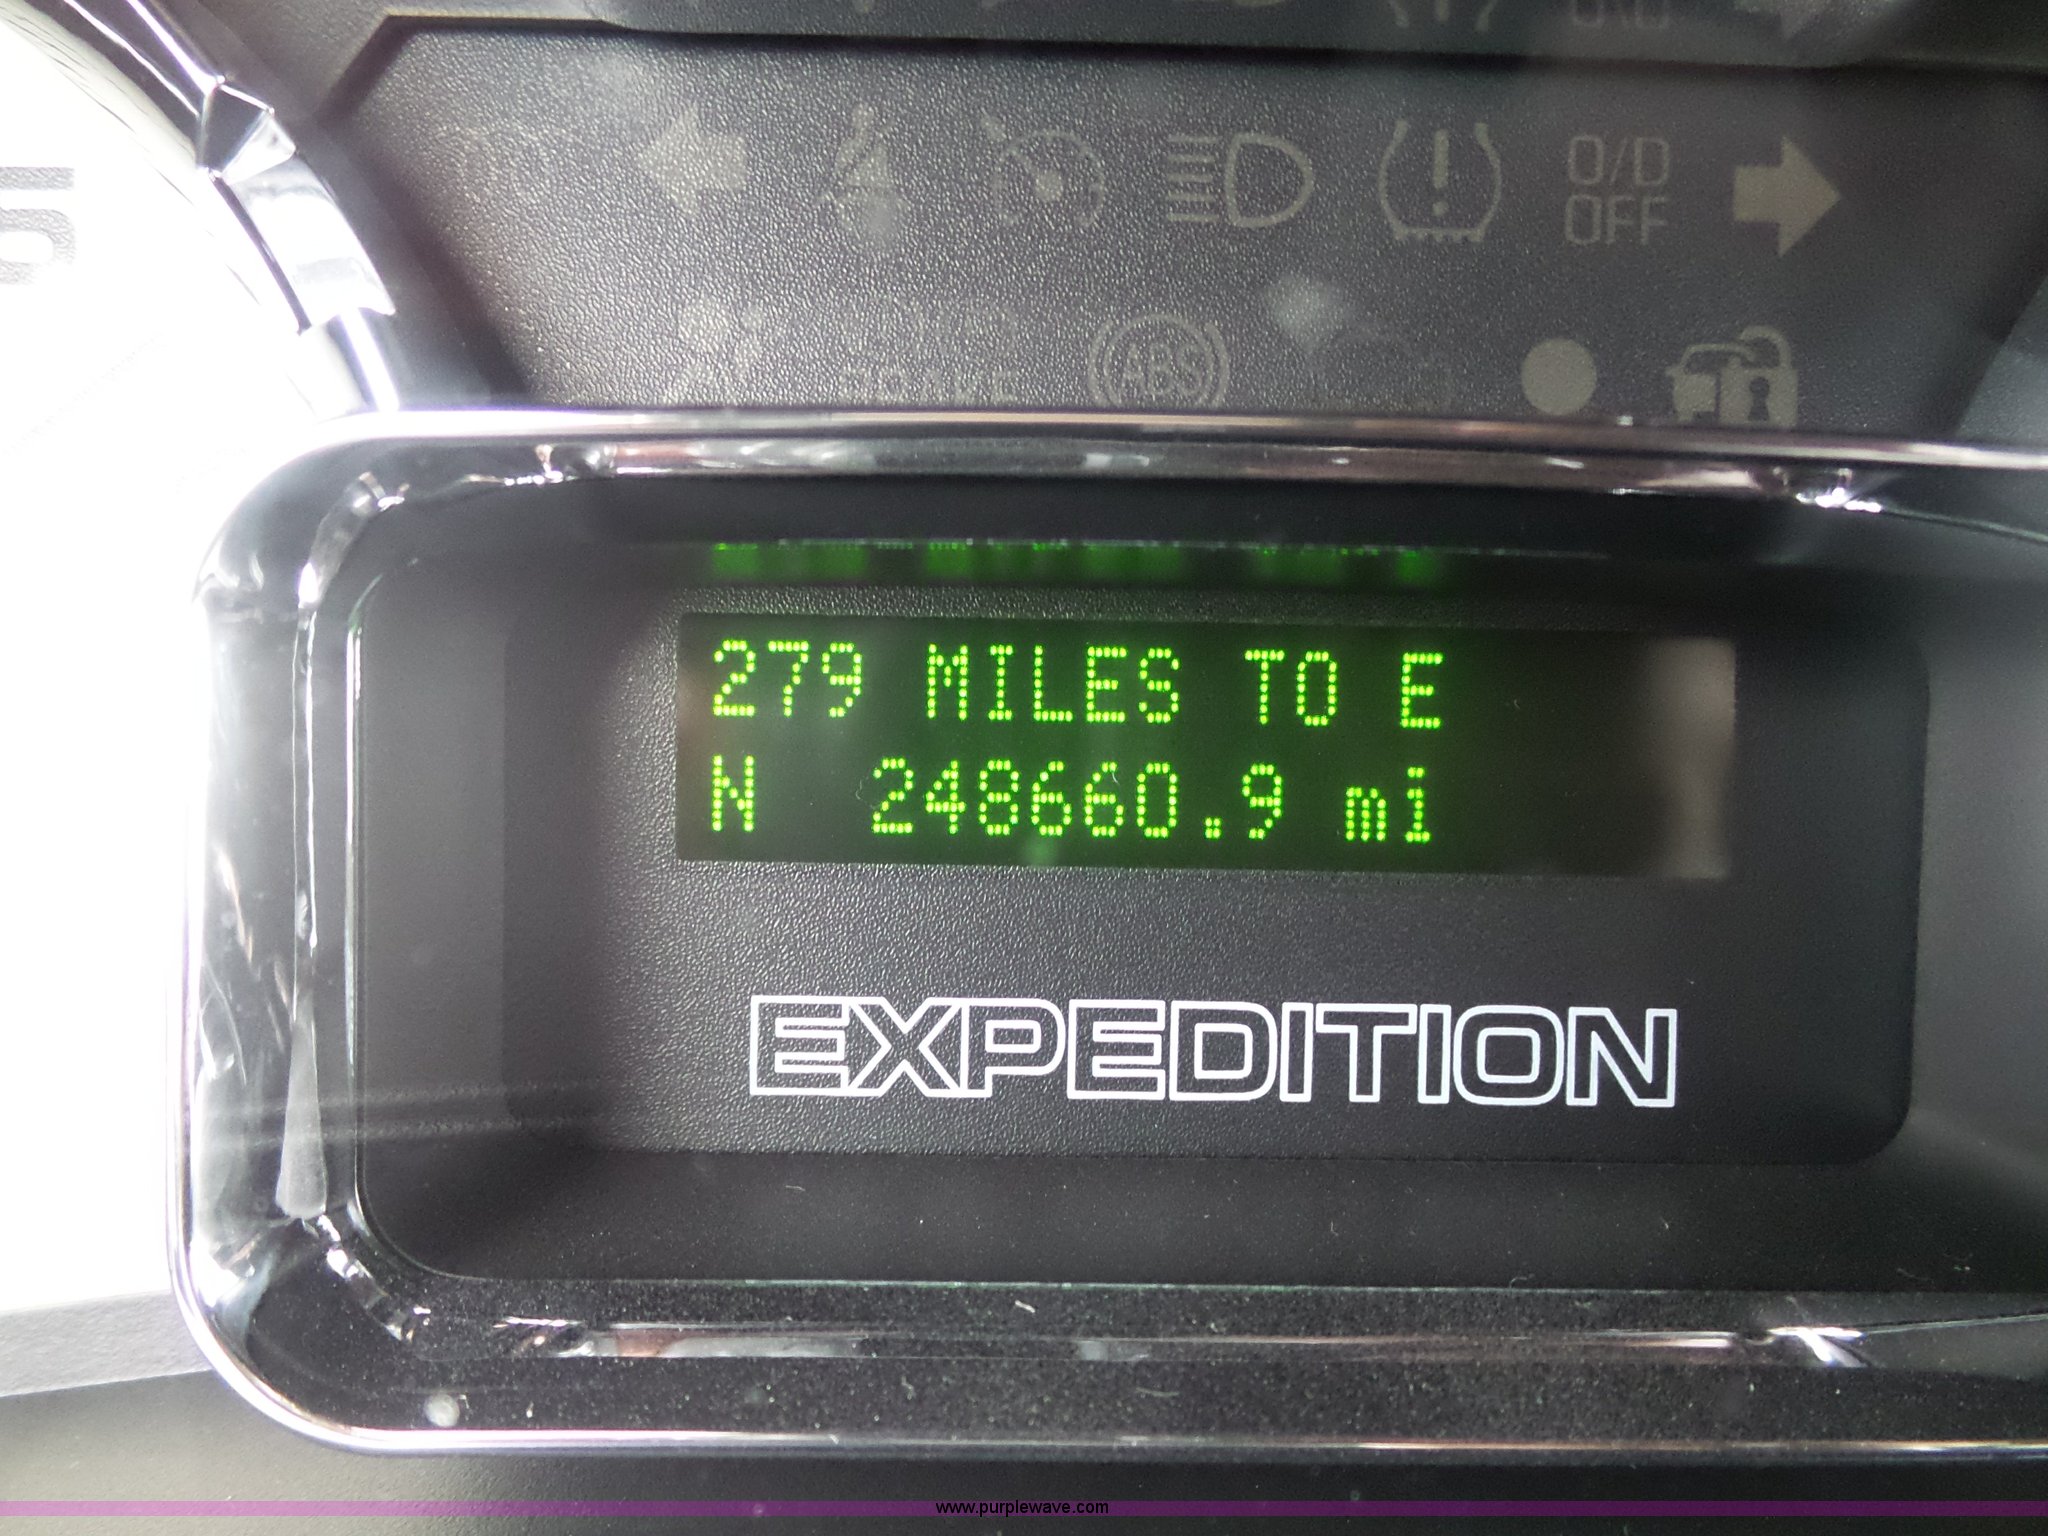 O/D
OFF
ABS
279 MILES TO E
N 248660.9 mi
EXPEDITION
www.purplewave.com